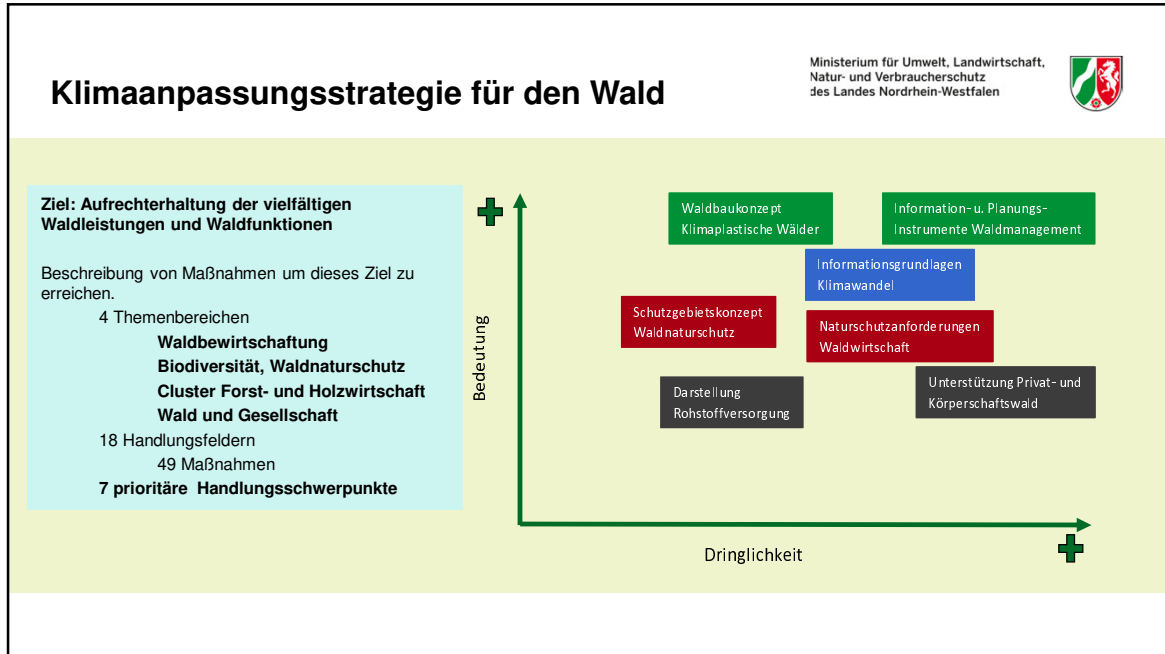 Klimaanpassungsstrategie für den Wald
Ministerium für Umwelt, Landwirtschaft,
Natur- und Verbraucherschutz
des Landes Nordrhein-Westfalen
Ziel: Aufrechterhaltung der vielfältigen
Waldleistungen und Waldfunktionen
Beschreibung von Maßnahmen um dieses Ziel zu
erreichen.
4 Themenbereichen
Waldbewirtschaftung
Biodiversität, Waldnaturschutz
Cluster Forst- und Holzwirtschaft
Wald und Gesellschaft
18 Handlungsfeldern
49 Maßnahmen
7 prioritäre Handlungsschwerpunkte
Bedeutung
Waldbaukonzept
Klimaplastische Wälder
Information- u. Planungs-
Instrumente Waldmanagement
Informationsgrundlagen
Klimawandel
Schutzgebietskonzept
Waldnaturschutz
Naturschutzanforderungen
Waldwirtschaft
Darstellung
Rohstoffversorgung
Unterstützung Privat- und
Körperschaftswald
Dringlichkeit